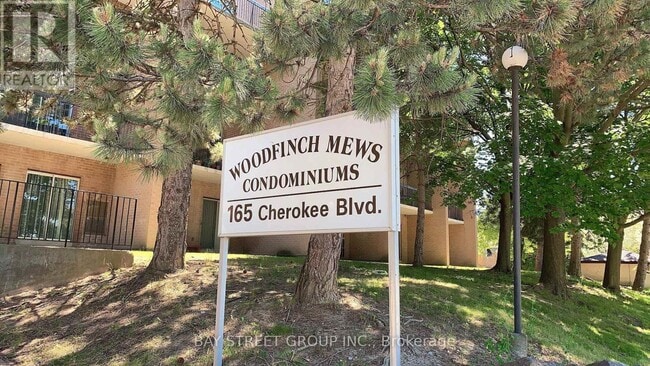 R
REALTOR®
WOODFINCH MEWS
CONDOMINIUMS
165 Cherokee Blvd.
BAY STREET GROUP INC., Brokerage